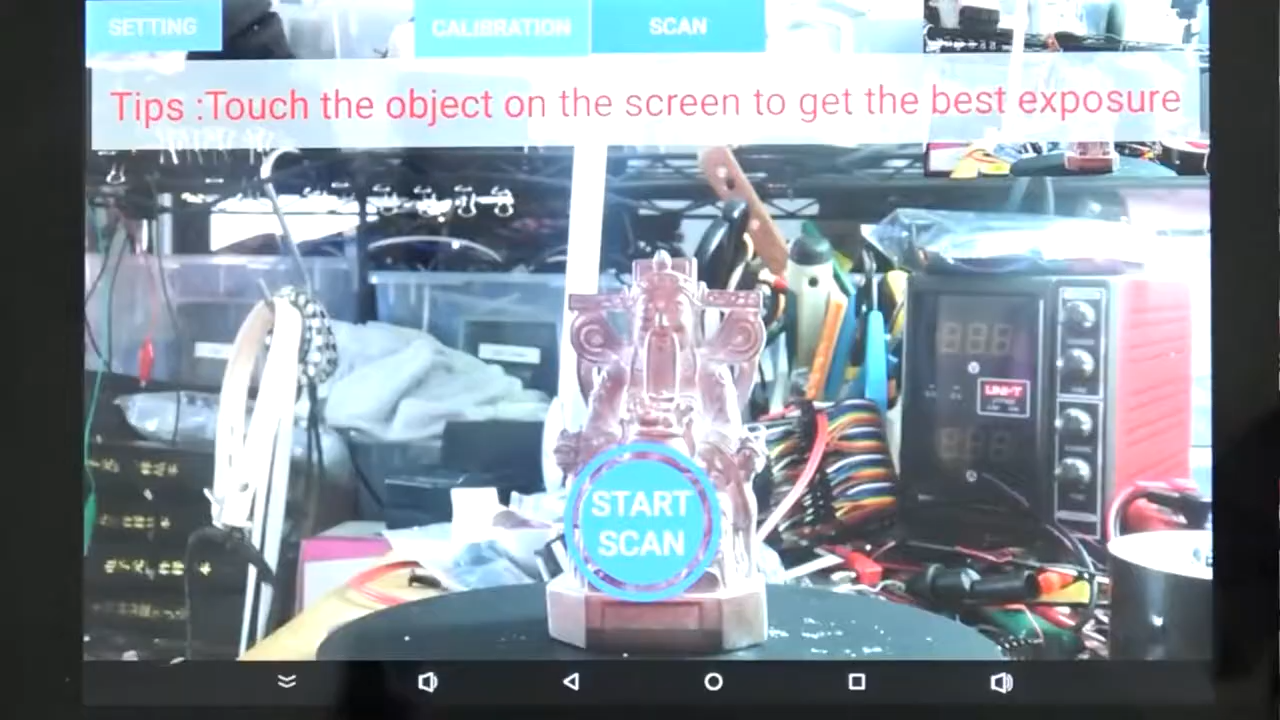 SETTING
CALIBRATION
SCAN
Tips :Touch the object on the screen to get the best exposure
UNI-T
START
SCAN